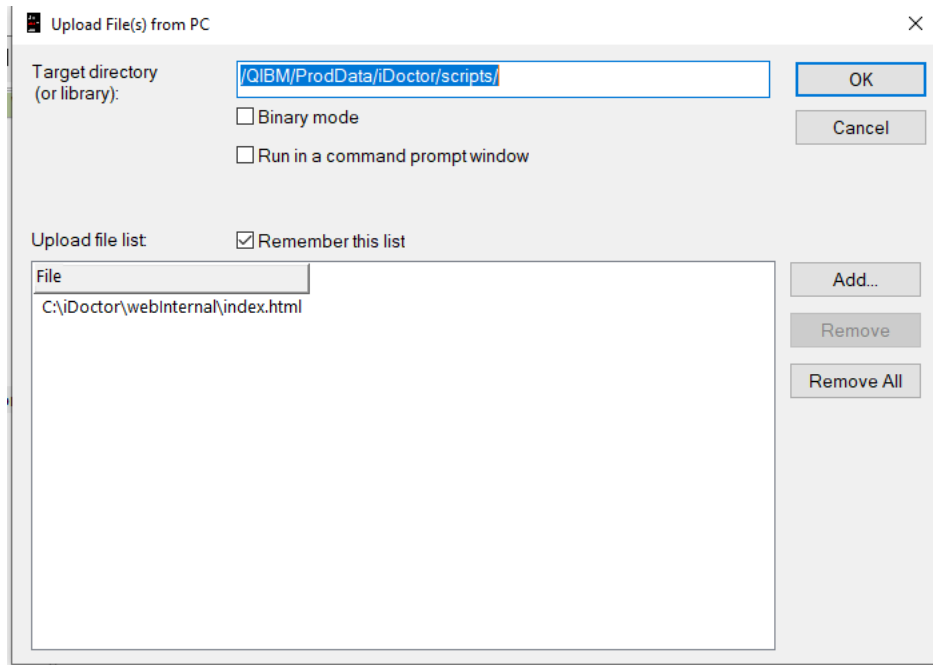 Upload File(s) from PC
Target directory
(or library):
/QIBM/ProdData/iDoctor/scripts/
OK
Binary mode
Cancel
Run in a command prompt window
Upload file list:
Remember this list
File
Add...
C:\iDoctor\webInternal\index.html
Remove
Remove All